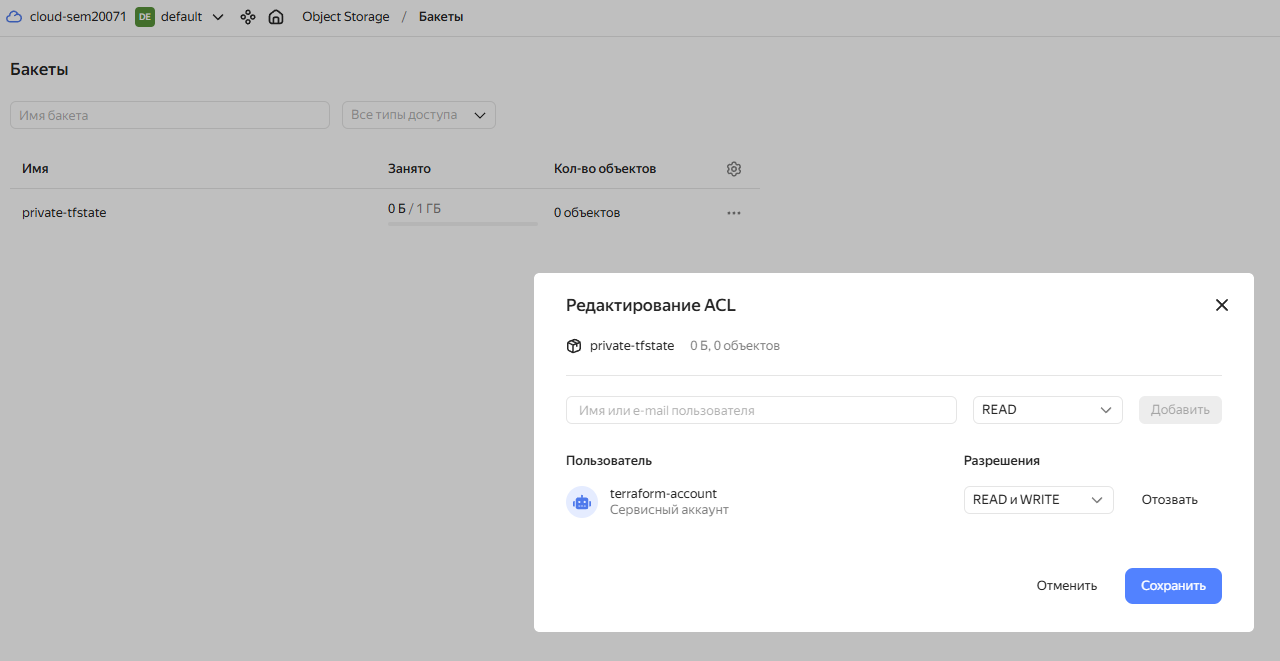 cloud-sem20071 DE default Object Storage / Бакеты
Бакеты
Имя бакета Все типы доступа
Имя Занято Кол-во объектов
private-tfstate 0 Б / 1 ГБ 0 объектов
Редактирование ACL
private-tfstate 0 Б, 0 объектов
Имя или e-mail пользователя READ Добавить
Пользователь Разрешения
terraform-account READ и WRITE Отозвать
Сервисный аккаунт
Отменить Сохранить